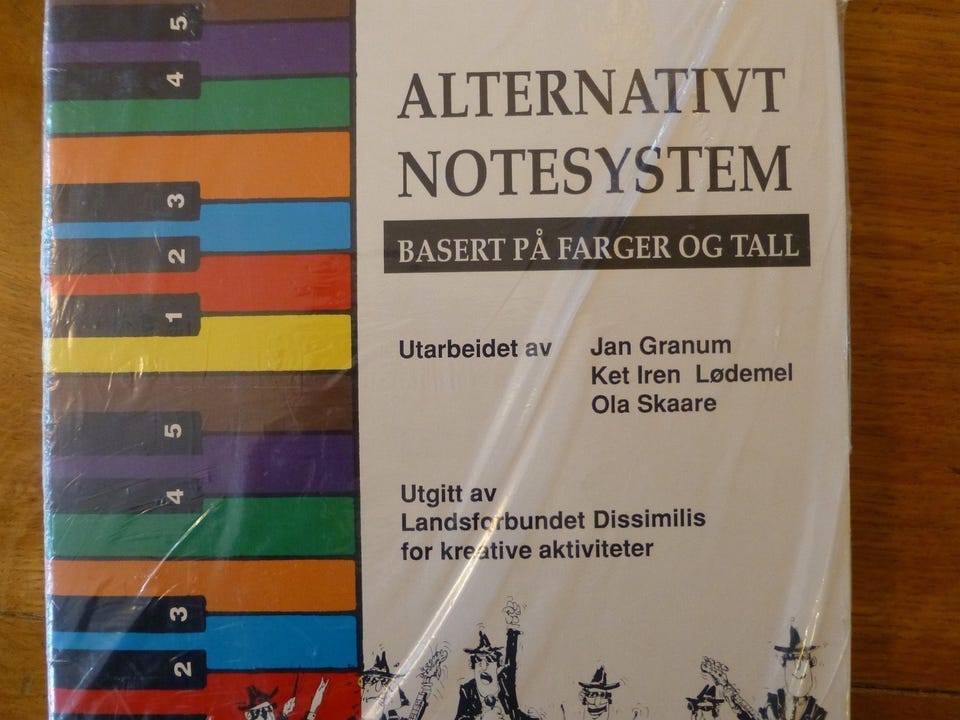 5
4
3
2
1
5
4
3
2
ALTERNATIVT
NOTESYSTEM
BASERT PÅ FARGER OG TALL
Utarbeidet av Jan Granum
Ket Iren Lødemel
Ola Skaare
Utgitt av
Landsforbundet Dissimilis
for kreative aktiviteter